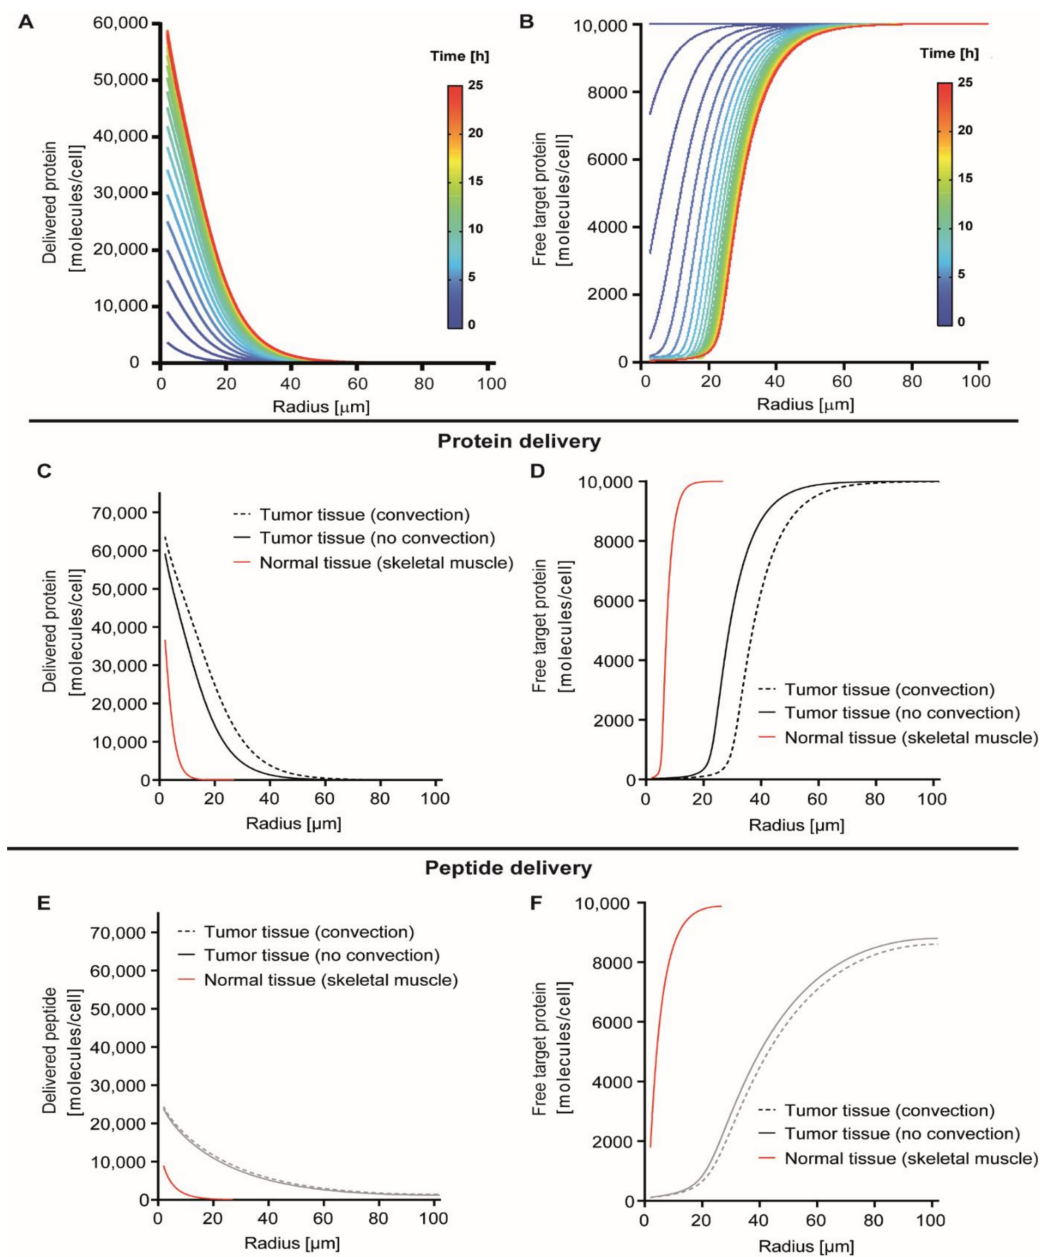 A
60,000
50,000
40,000
30,000
20,000
10,000
0
Delivered protein
[molecules/cell]
0 20 40 60 80 100
Radius [μm]
Time [h]
25
20
15
10
5
0
B
10,000
8000
6000
4000
2000
0
Free target protein
[molecules/cell]
0 20 40 60 80 100
Radius [μm]
Time [h]
25
20
15
10
5
0
Protein delivery
C
70,000
60,000
50,000
40,000
30,000
20,000
10,000
0
Delivered protein
[molecules/cell]
Tumor tissue (convection)
Tumor tissue (no convection)
Normal tissue (skeletal muscle)
0 20 40 60 80 100
Radius [μm]
D
10,000
8000
6000
4000
2000
0
Free target protein
[molecules/cell]
Tumor tissue (convection)
Tumor tissue (no convection)
Normal tissue (skeletal muscle)
0 20 40 60 80 100
Radius [μm]
Peptide delivery
E
70,000
60,000
50,000
40,000
30,000
20,000
10,000
0
Delivered peptide
[molecules/cell]
Tumor tissue (convection)
Tumor tissue (no convection)
Normal tissue (skeletal muscle)
0 20 40 60 80 100
Radius [μm]
F
10,000
8000
6000
4000
2000
0
Free target protein
[molecules/cell]
Tumor tissue (convection)
Tumor tissue (no convection)
Normal tissue (skeletal muscle)
0 20 40 60 80 100
Radius [μm]